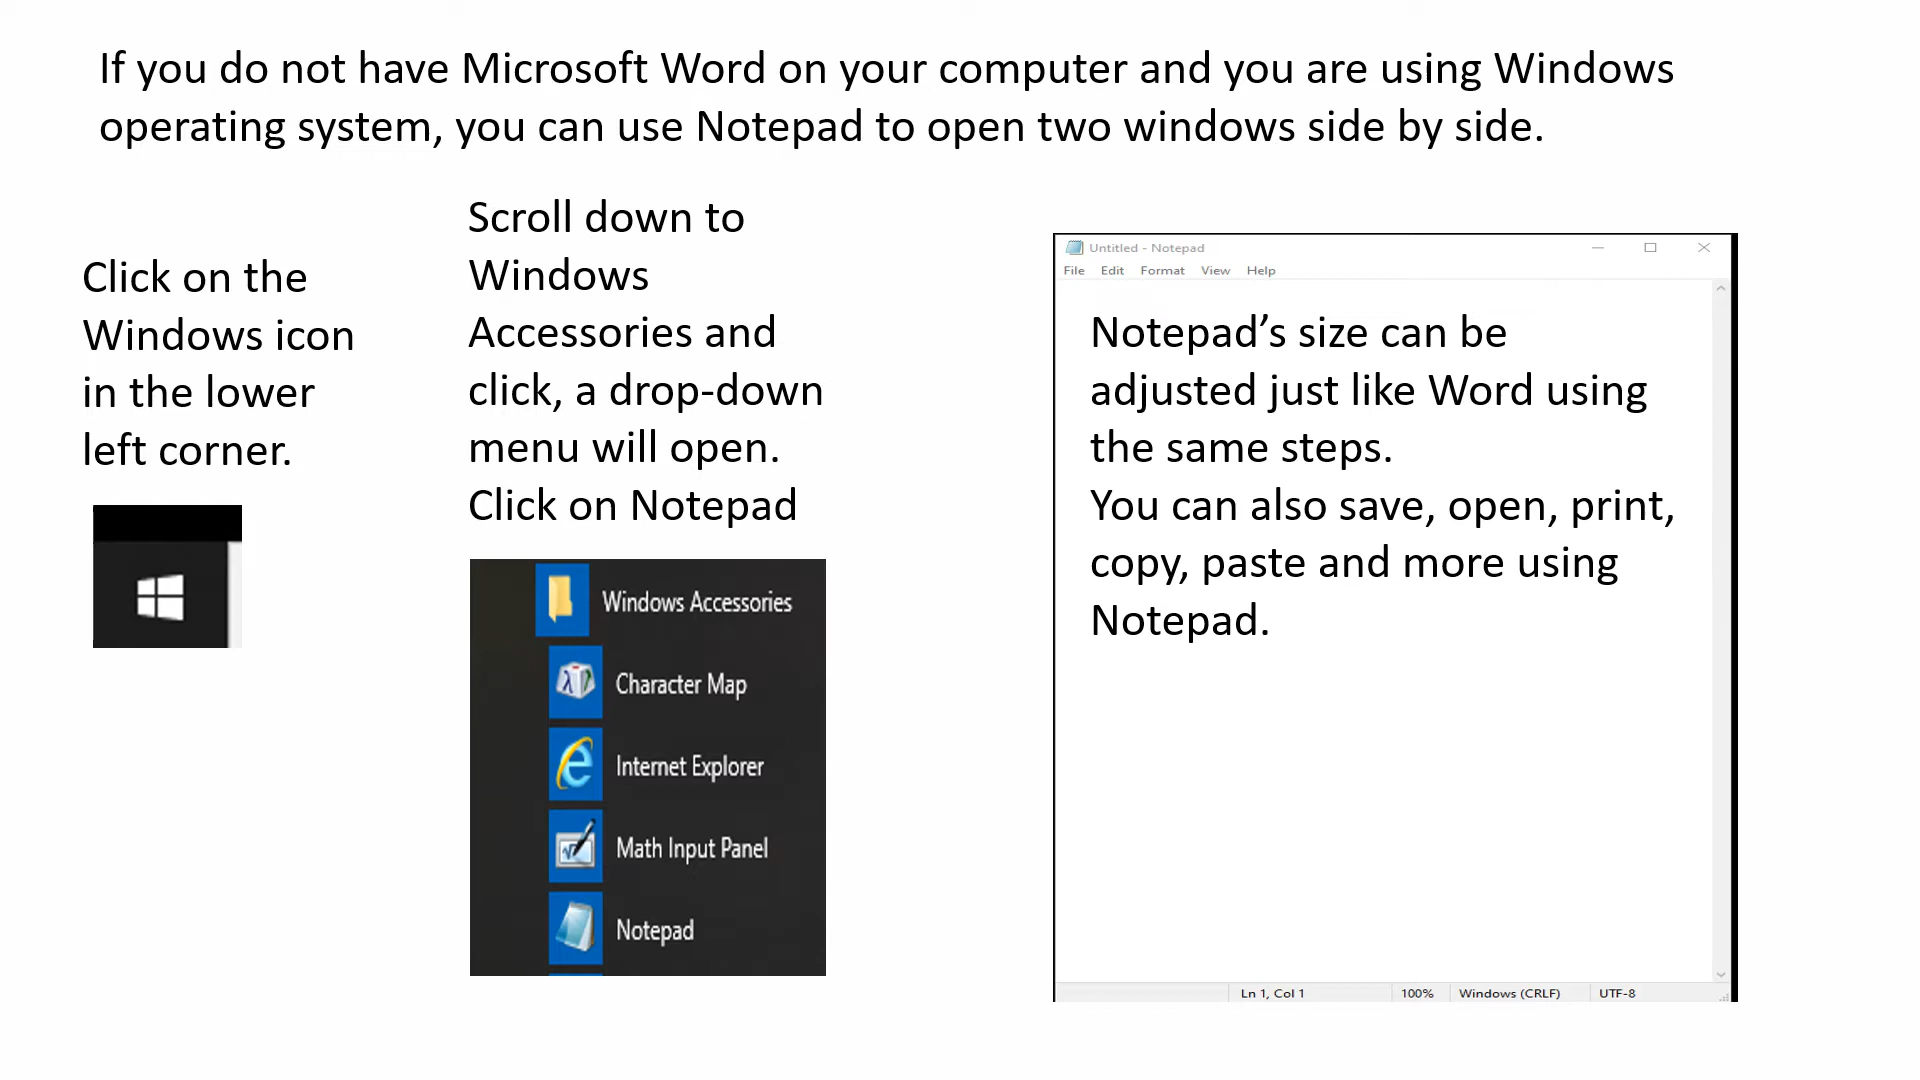 If you do not have Microsoft Word on your computer and you are using Windows
operating system, you can use Notepad to open two windows side by side.
Click on the
Windows icon
in the lower
left corner.
Scroll down to
Windows
Accessories and
click, a drop-down
menu will open.
Click on Notepad
Windows Accessories
Character Map
Internet Explorer
Math Input Panel
Notepad
Untitled - Notepad
File Edit Format View Help
Notepad’s size can be
adjusted just like Word using
the same steps.
You can also save, open, print,
copy, paste and more using
Notepad.
Ln 1, Col 1 100% Windows (CRLF) UTF-8